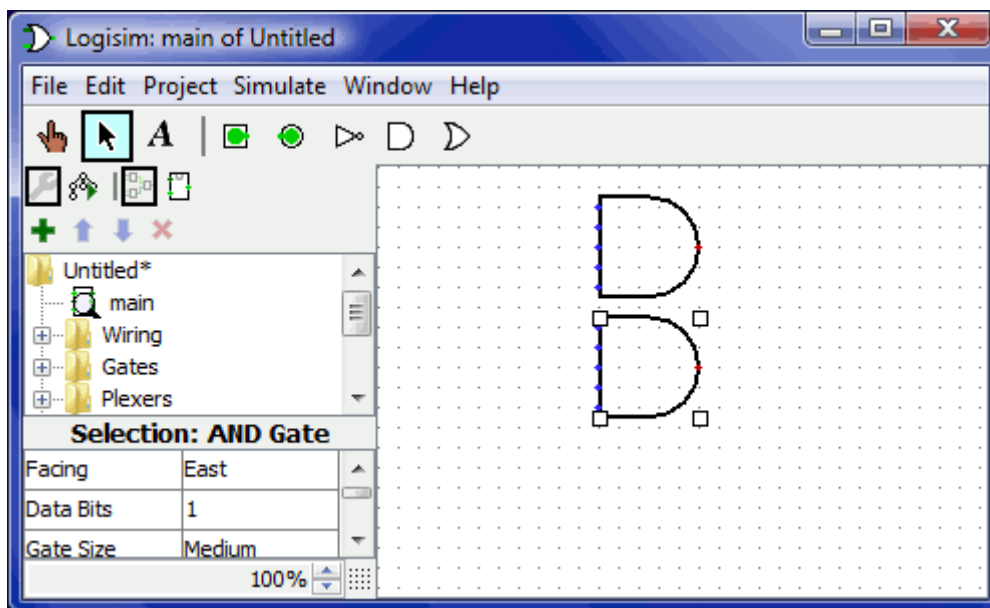 Logisim: main of Untitled
File Edit Project Simulate Window Help
A
Untitled*
main
Wiring
Gates
Plexers
Selection: AND Gate
Facing East
Data Bits 1
Gate Size Medium
100%